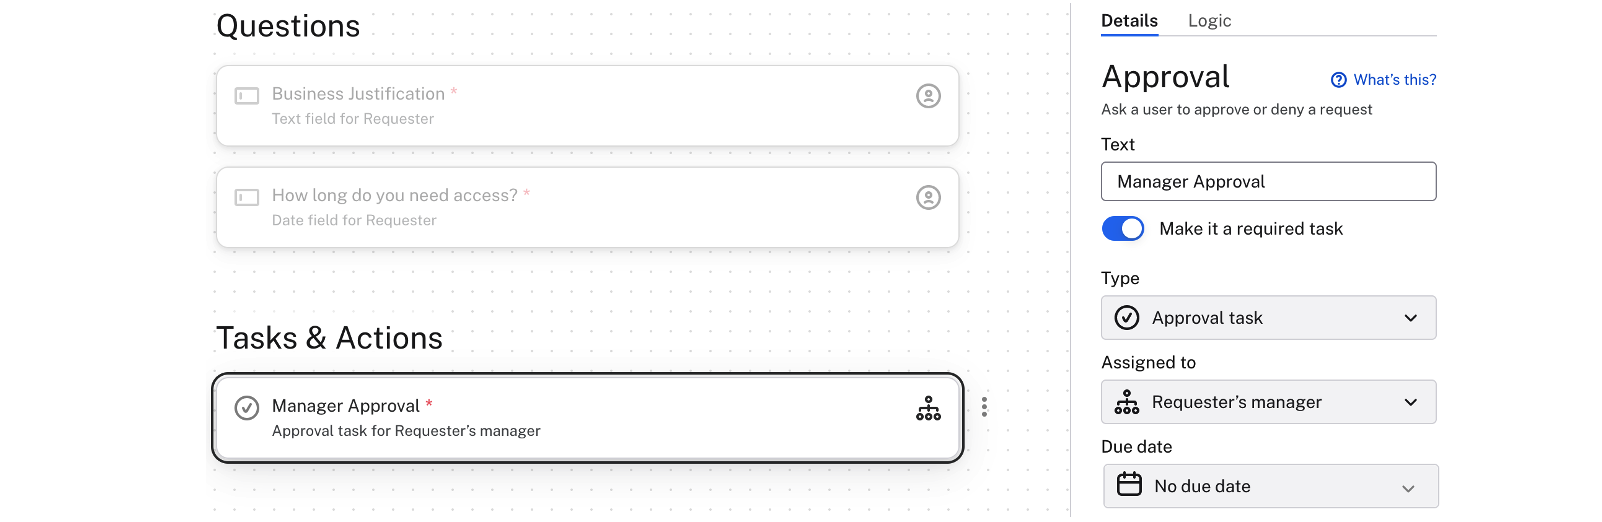 Questions
Business Justification *
Text field for Requester
How long do you need access? *
Date field for Requester
Tasks & Actions
Manager Approval *
Approval task for Requester’s manager
Details Logic
Approval What’s this?
Ask a user to approve or deny a request
Text
Manager Approval
Make it a required task
Type
Approval task
Assigned to
Requester’s manager
Due date
No due date